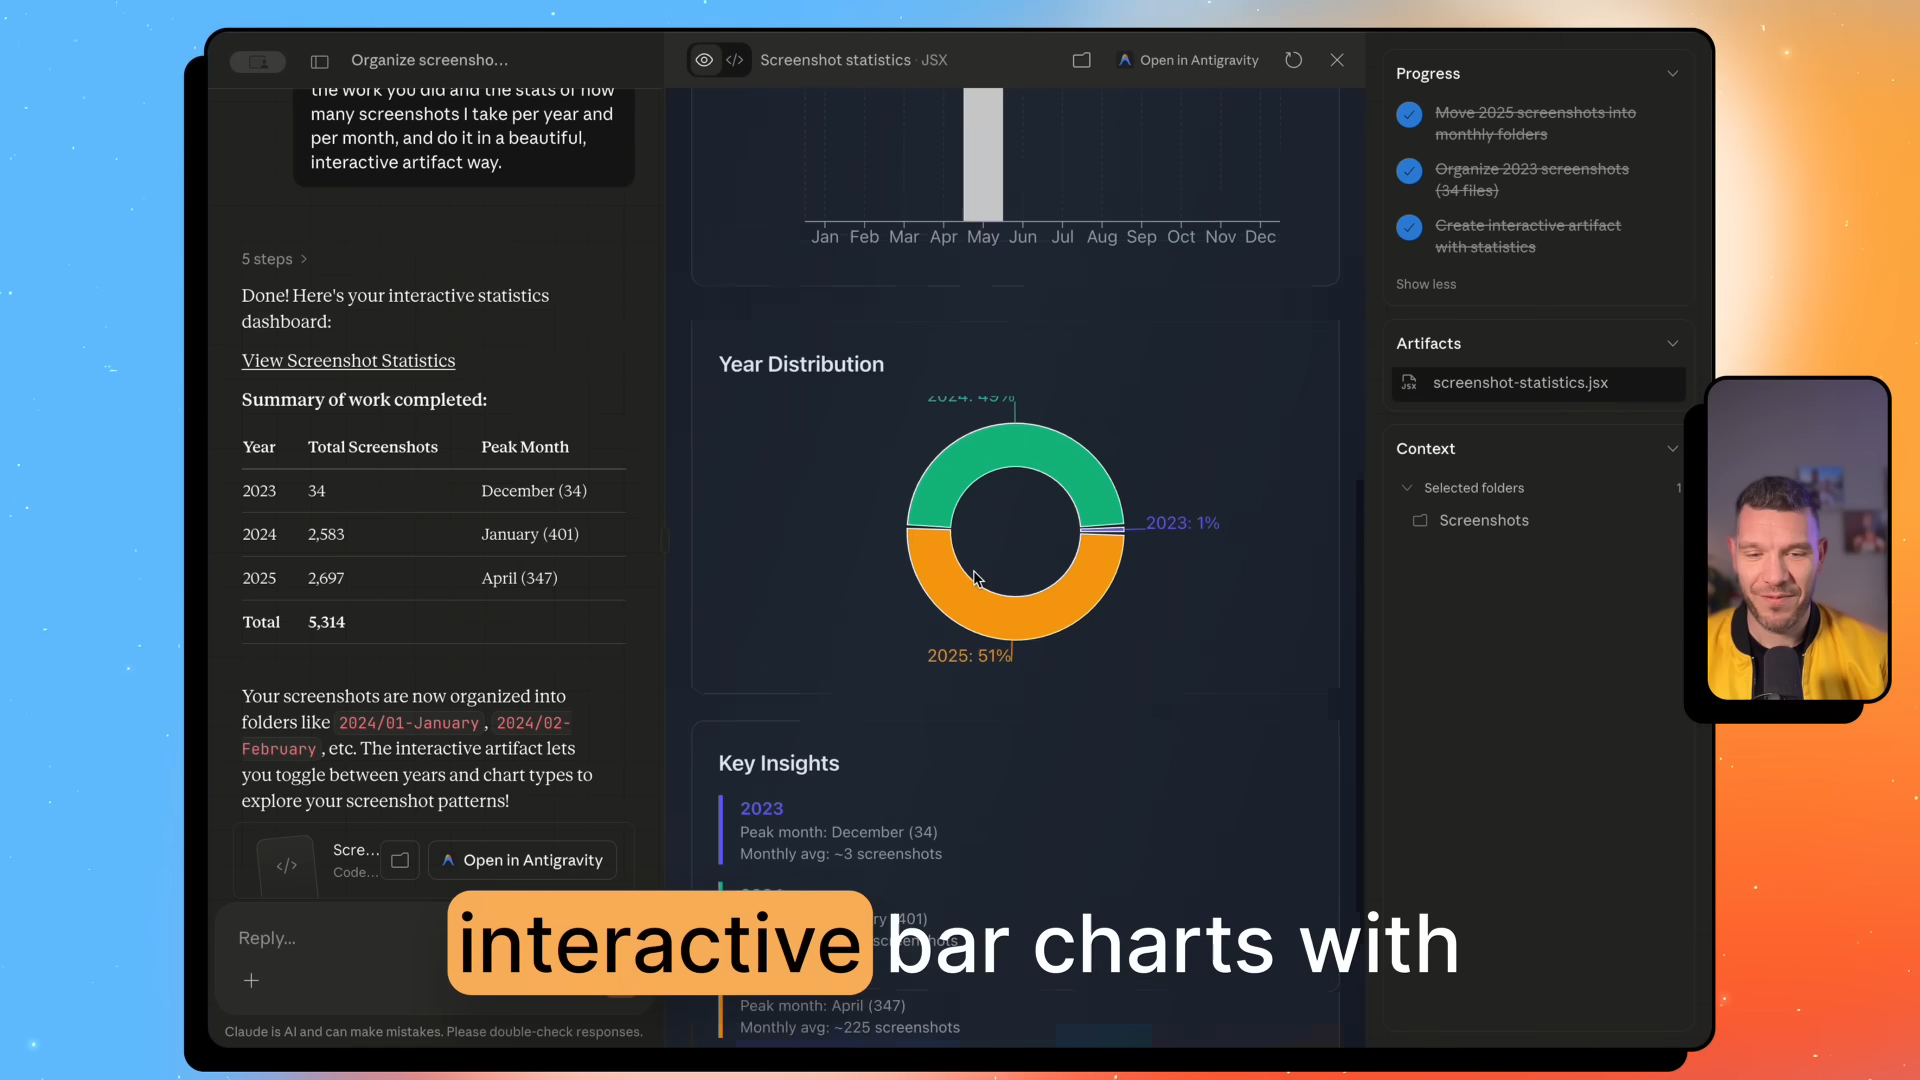 Organize screensho...
the work you did and the stats of how
many screenshots I take per year and
per month, and do it in a beautiful,
interactive artifact way.
5 steps
Done! Here's your interactive statistics
dashboard:
View Screenshot Statistics
Summary of work completed:
Year Total Screenshots Peak Month
2023 34 December (34)
2024 2,583 January (401)
2025 2,697 April (347)
Total 5,314
Your screenshots are now organized into
folders like 2024/01-January, 2024/02-
February, etc. The interactive artifact lets
you toggle between years and chart types to
explore your screenshot patterns!
</>
Scre...
Code...
Open in Antigravity
Reply...
Claude is AI and can make mistakes. Please double-check responses.
Screenshot statistics · JSX
Open in Antigravity
Jan Feb Mar Apr May Jun Jul Aug Sep Oct Nov Dec
Year Distribution
2024: 49%
2023: 1%
2025: 51%
Key Insights
2023
Peak month: December (34)
Monthly avg: ~3 screenshots
Peak month: April (347)
Monthly avg: ~225 screenshots
Progress
Move 2025 screenshots into
monthly folders
Organize 2023 screenshots
(34 files)
Create interactive artifact
with statistics
Show less
Artifacts
JSX
screenshot-statistics.jsx
Context
Selected folders 1
Screenshots
interactive bar charts with